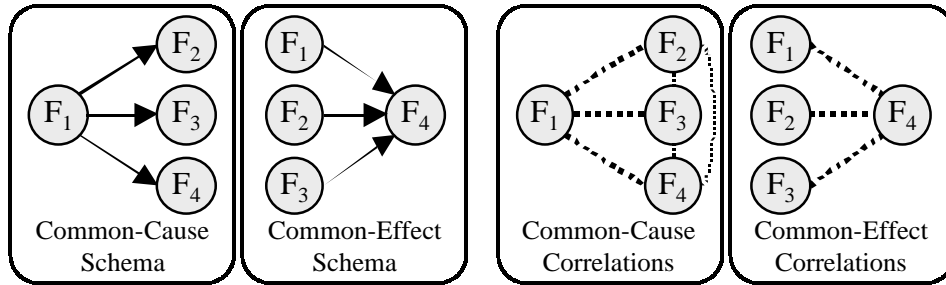 F1
F2
F3
F4
Common-Cause
Schema
F1
F2
F3
F4
Common-Effect
Schema
F1
F2
F3
F4
Common-Cause
Correlations
F1
F2
F3
F4
Common-Effect
Correlations